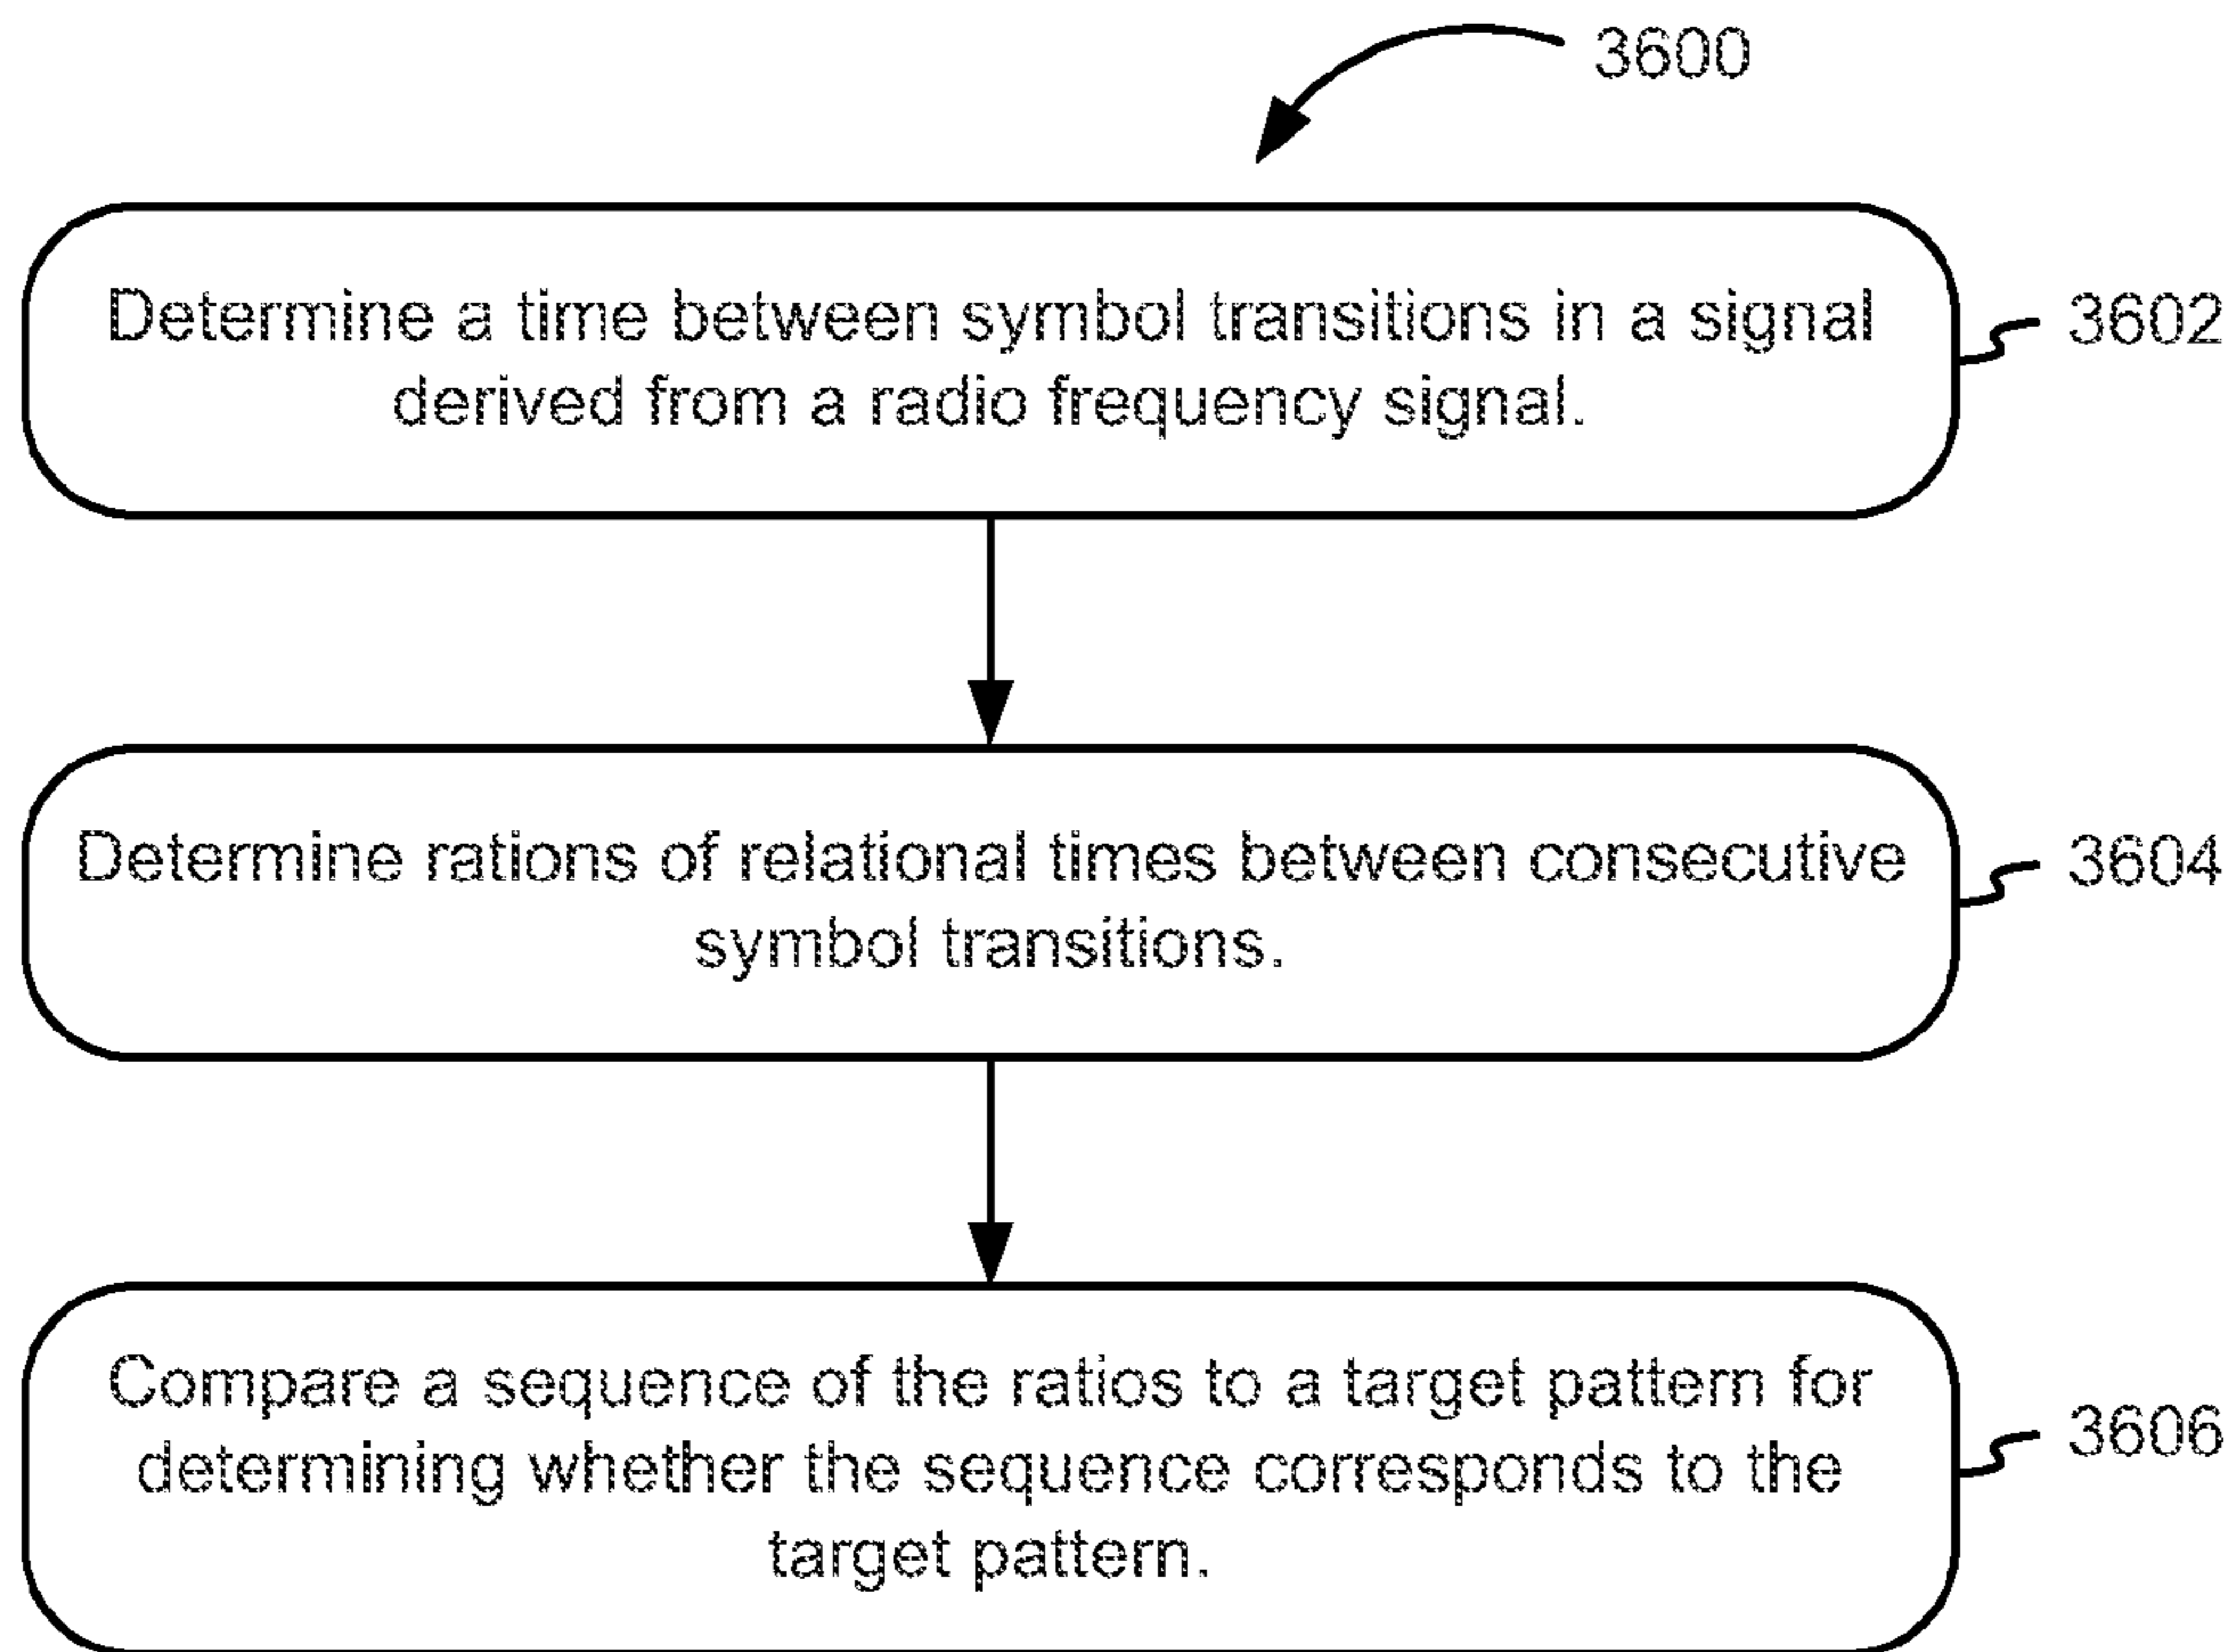 3600
Determine a time between symbol transitions in a signal
derived from a radio frequency signal.
3602
Determine rations of relational times between consecutive
symbol transitions.
3604
Compare a sequence of the ratios to a target pattern for
determining whether the sequence corresponds to the
target pattern.
3606